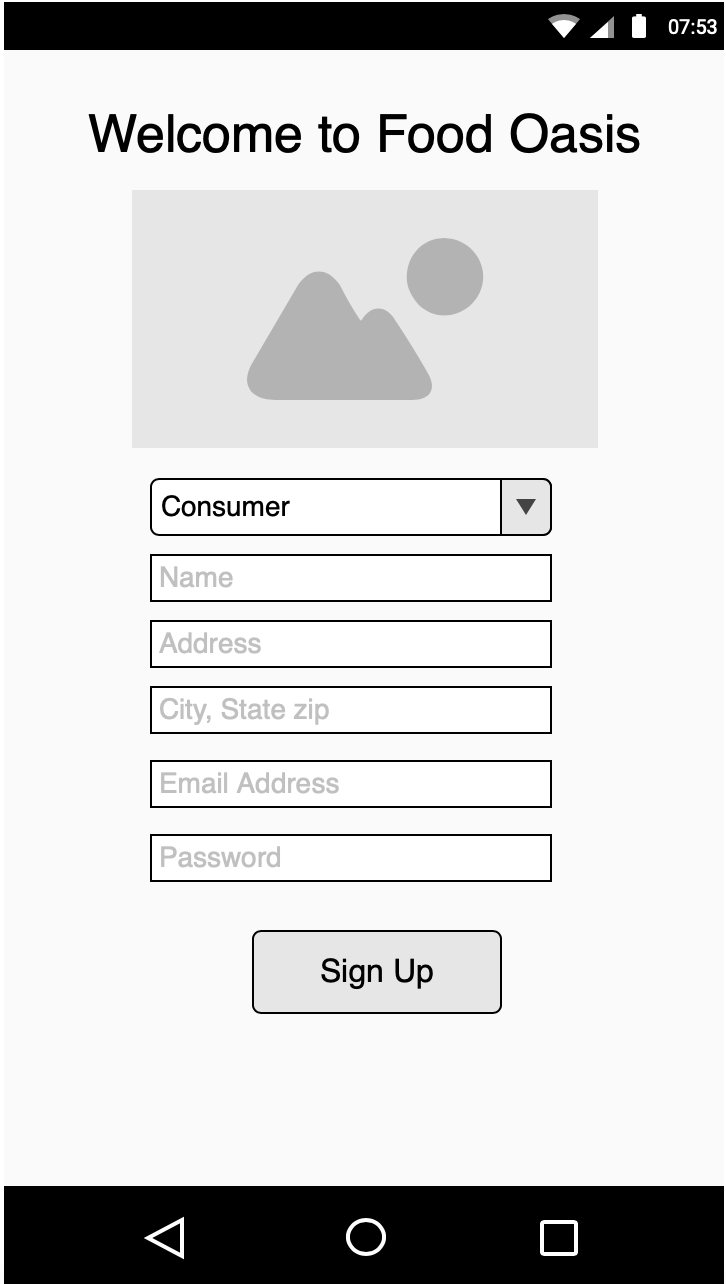 07:53
Welcome to Food Oasis
Consumer
Name
Address
City, State zip
Email Address
Password
Sign Up